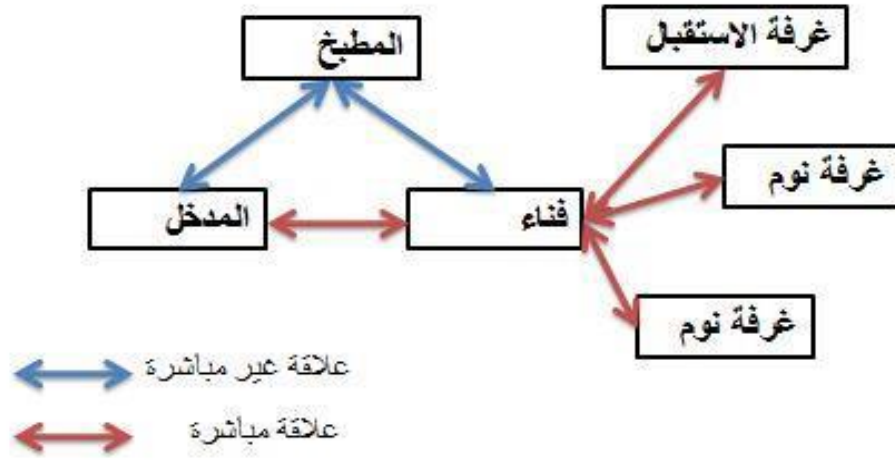 المطبخ
غرفة الاستقبال
غرفة نوم
المدخل
فناء
غرفة نوم
علاقة غير مباشرة
علاقة مباشرة